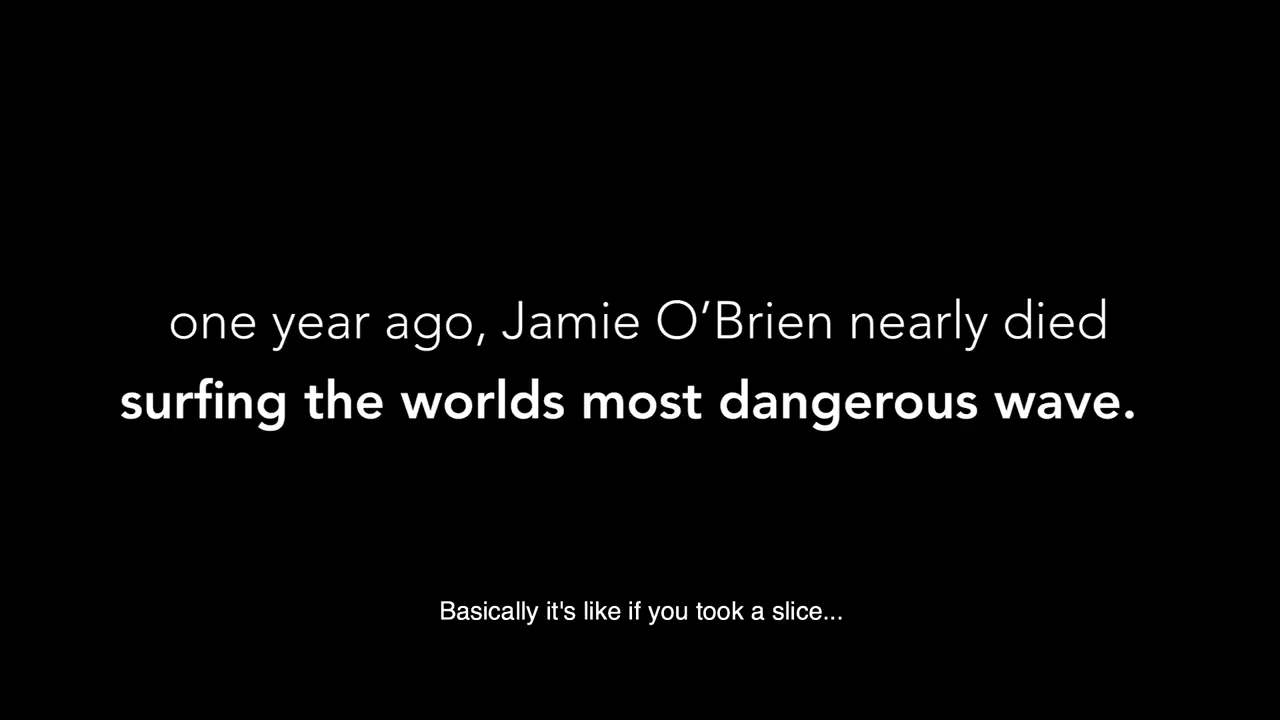 one year ago, Jamie O’Brien nearly died
surfing the worlds most dangerous wave.
Basically it's like if you took a slice...